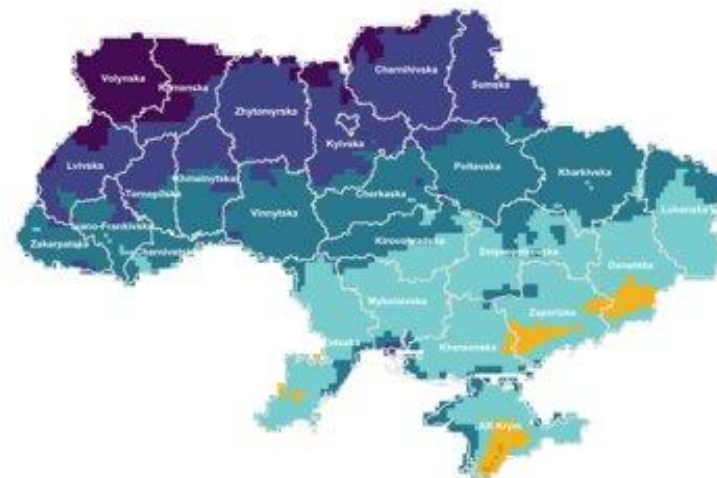 Volynska
Chernihivska
Sumska
Zhytomyrska
Kyivska
Lvivska
Khmelnytska
Ternopilska
Poltavska
Kharkivska
Cherkaska
Vinnytska
Luhanska
Zakarpatska
Kirovohradska
Donetska
Mykolaivska
Zaporizka
Khersonska
AR Krym